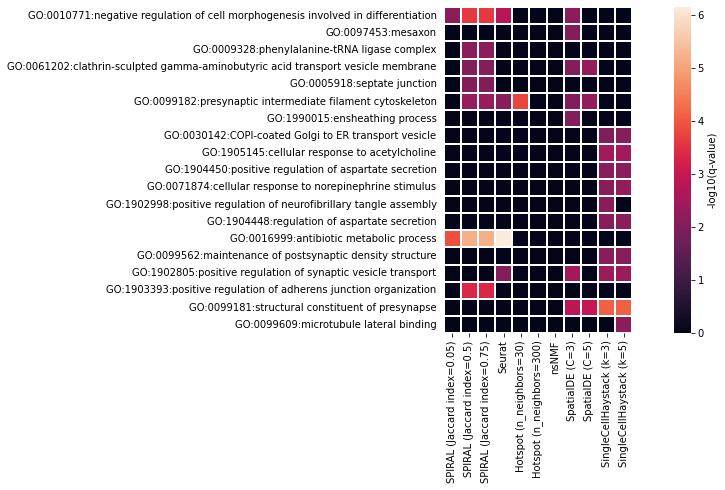 GO:0010771:negative regulation of cell morphogenesis involved in differentiation
GO:0097453:mesaxon
GO:0009328:phenylalanine-tRNA ligase complex
GO:0061202:clathrin-sculpted gamma-aminobutyric acid transport vesicle membrane
GO:0005918:septate junction
GO:0099182:presynaptic intermediate filament cytoskeleton
GO:1990015:ensheathing process
GO:0030142:COPI-coated Golgi to ER transport vesicle
GO:1905145:cellular response to acetylcholine
GO:1904450:positive regulation of aspartate secretion
GO:0071874:cellular response to norepinephrine stimulus
GO:1902998:positive regulation of neurofibrillary tangle assembly
GO:1904448:regulation of aspartate secretion
GO:0016999:antibiotic metabolic process
GO:0099562:maintenance of postsynaptic density structure
GO:1902805:positive regulation of synaptic vesicle transport
GO:1903393:positive regulation of adherens junction organization
GO:0099181:structural constituent of presynapse
GO:0099609:microtubule lateral binding
SPIRAL (Jaccard index=0.05)
SPIRAL (Jaccard index=0.5)
SPIRAL (Jaccard index=0.75)
Seurat
Hotspot (n_neighbors=30)
Hotspot (n_neighbors=300)
nsNMF
SpatialDE (C=3)
SpatialDE (C=5)
SingleCellHaystack (k=3)
SingleCellHaystack (k=5)
6
5
4
3
2
1
0
-log10(q-value)